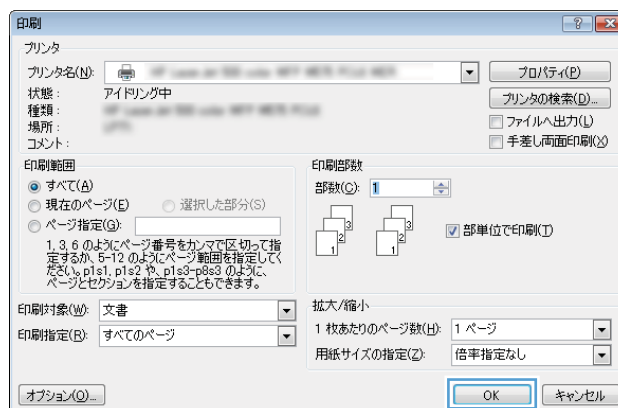 印刷
プリンタ
プリンタ名(N):
プロパティ(P)
状態: アイドリング中
プリンタの検索(D)...
種類:
場所:
ファイルへ出力(L)
コメント:
手差し両面印刷(X)
印刷範囲
すべて(A)
現在のページ(E) 選択した部分(S)
ページ指定(G):
1, 3, 6 のようにページ番号をカンマで区切って指
定するか、5-12 のようにページ範囲を指定してく
ださい。p1s1, p1s2 や、p1s3-p8s3 のように、
ページとセクションを指定することもできます。
印刷部数
部数(C): 1
3 3
2 2
1 1
部単位で印刷(T)
印刷対象(W): 文書
印刷指定(R): すべてのページ
拡大/縮小
1 枚あたりのページ数(H): 1 ページ
用紙サイズの指定(Z): 倍率指定なし
オプション(O)...
OK キャンセル